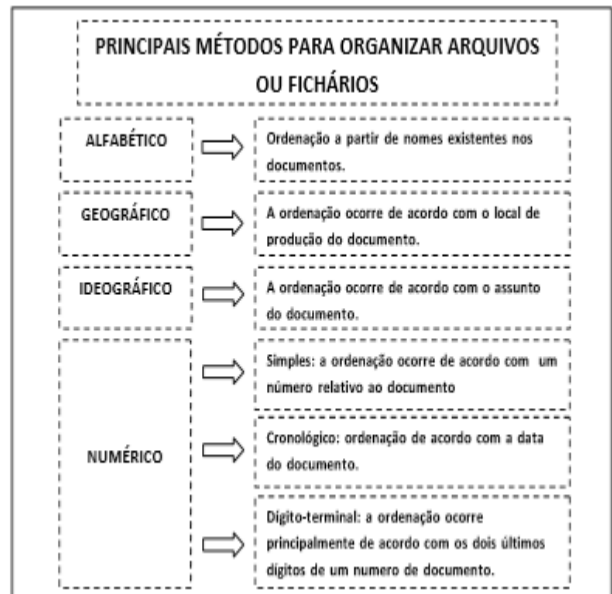 PRINCIPAIS MÉTODOS PARA ORGANIZAR ARQUIVOS
OU FICHÁRIOS
ALFABÉTICO
Ordenação a partir de nomes existentes nos
documentos.
GEOGRÁFICO
A ordenação ocorre de acordo com o local de
produção do documento.
IDEOGRÁFICO
A ordenação ocorre de acordo com o assunto
do documento.
NUMÉRICO
Simples: a ordenação ocorre de acordo com um
número relativo ao documento
Cronológico: ordenação de acordo com a data
do documento.
Dígito-terminal: a ordenação ocorre
principalmente de acordo com os dois últimos
dígitos de um numero de documento.